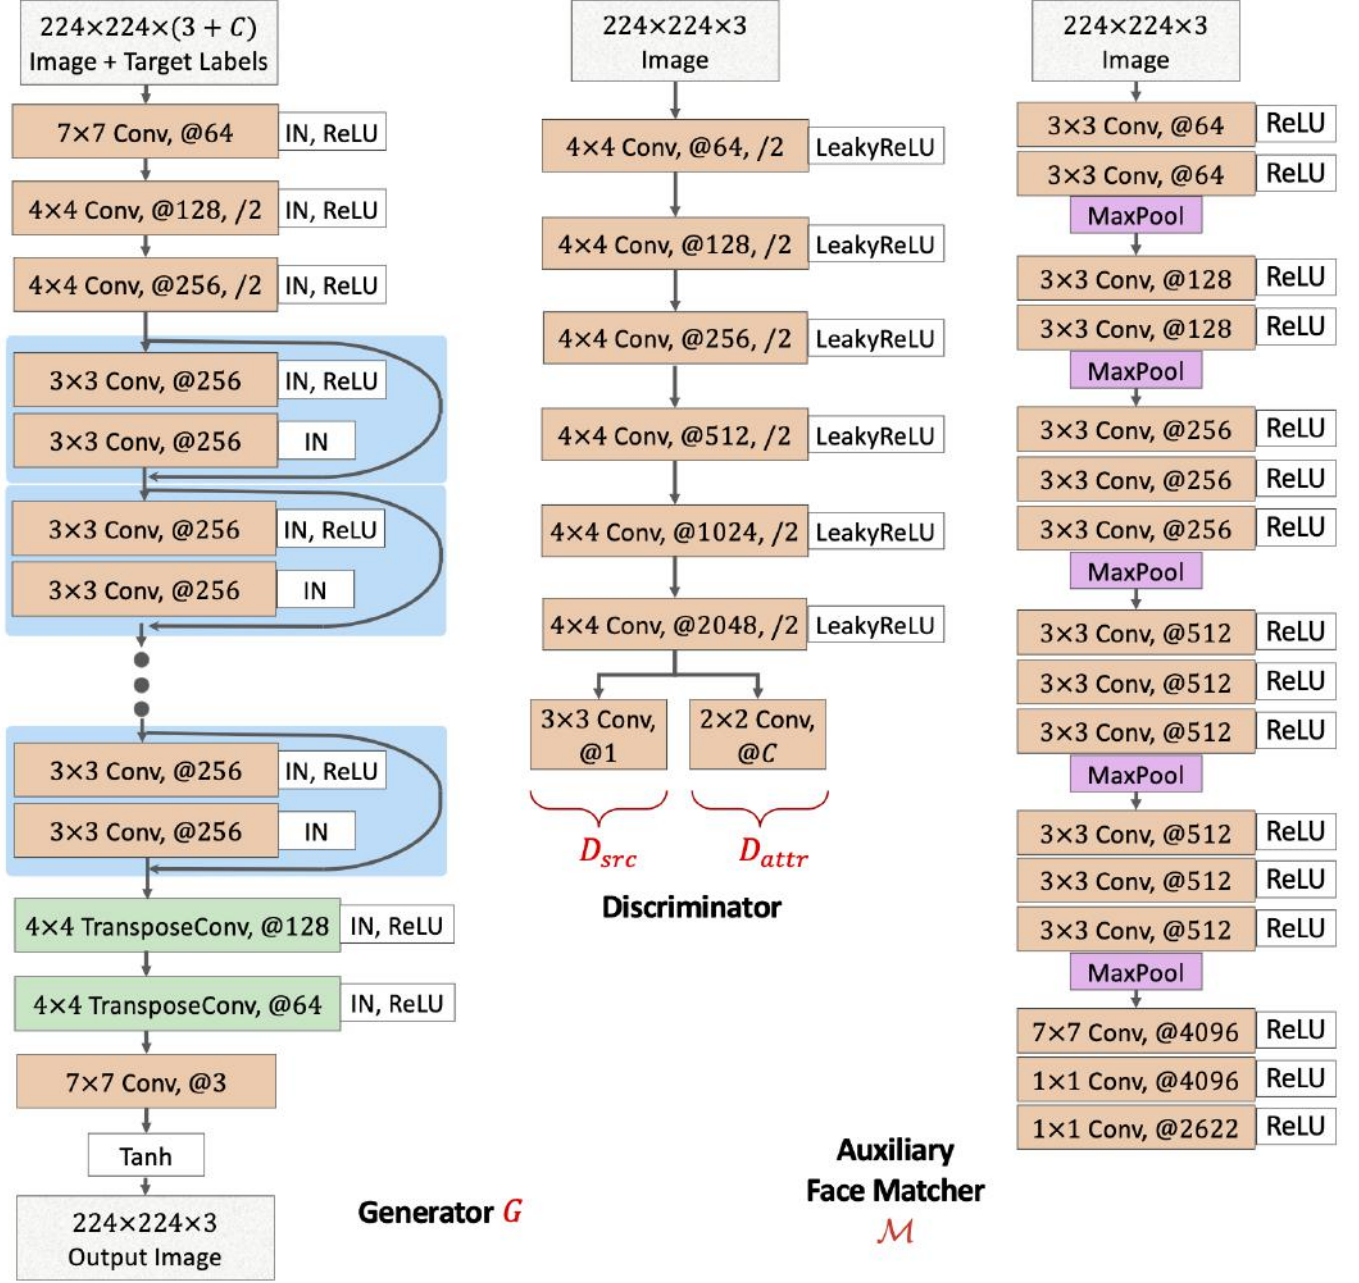 224×224×(3 + C)
Image + Target Labels
7×7 Conv, @64
IN, ReLU
4×4 Conv, @128, /2
IN, ReLU
4×4 Conv, @256, /2
IN, ReLU
3×3 Conv, @256
IN, ReLU
3×3 Conv, @256
IN
3×3 Conv, @256
IN, ReLU
3×3 Conv, @256
IN
3×3 Conv, @256
IN, ReLU
3×3 Conv, @256
IN
4×4 TransposeConv, @128
IN, ReLU
4×4 TransposeConv, @64
IN, ReLU
7×7 Conv, @3
Tanh
224×224×3
Output Image
Generator G
224×224×3
Image
4×4 Conv, @64, /2
LeakyReLU
4×4 Conv, @128, /2
LeakyReLU
4×4 Conv, @256, /2
LeakyReLU
4×4 Conv, @512, /2
LeakyReLU
4×4 Conv, @1024, /2
LeakyReLU
4×4 Conv, @2048, /2
LeakyReLU
3×3 Conv,
@1
2×2 Conv,
@C
D_src
D_attr
Discriminator
224×224×3
Image
3×3 Conv, @64
ReLU
3×3 Conv, @64
ReLU
MaxPool
3×3 Conv, @128
ReLU
3×3 Conv, @128
ReLU
MaxPool
3×3 Conv, @256
ReLU
3×3 Conv, @256
ReLU
3×3 Conv, @256
ReLU
MaxPool
3×3 Conv, @512
ReLU
3×3 Conv, @512
ReLU
3×3 Conv, @512
ReLU
MaxPool
3×3 Conv, @512
ReLU
3×3 Conv, @512
ReLU
3×3 Conv, @512
ReLU
MaxPool
7×7 Conv, @4096
ReLU
1×1 Conv, @4096
ReLU
1×1 Conv, @2622
ReLU
Auxiliary
Face Matcher
ℳ